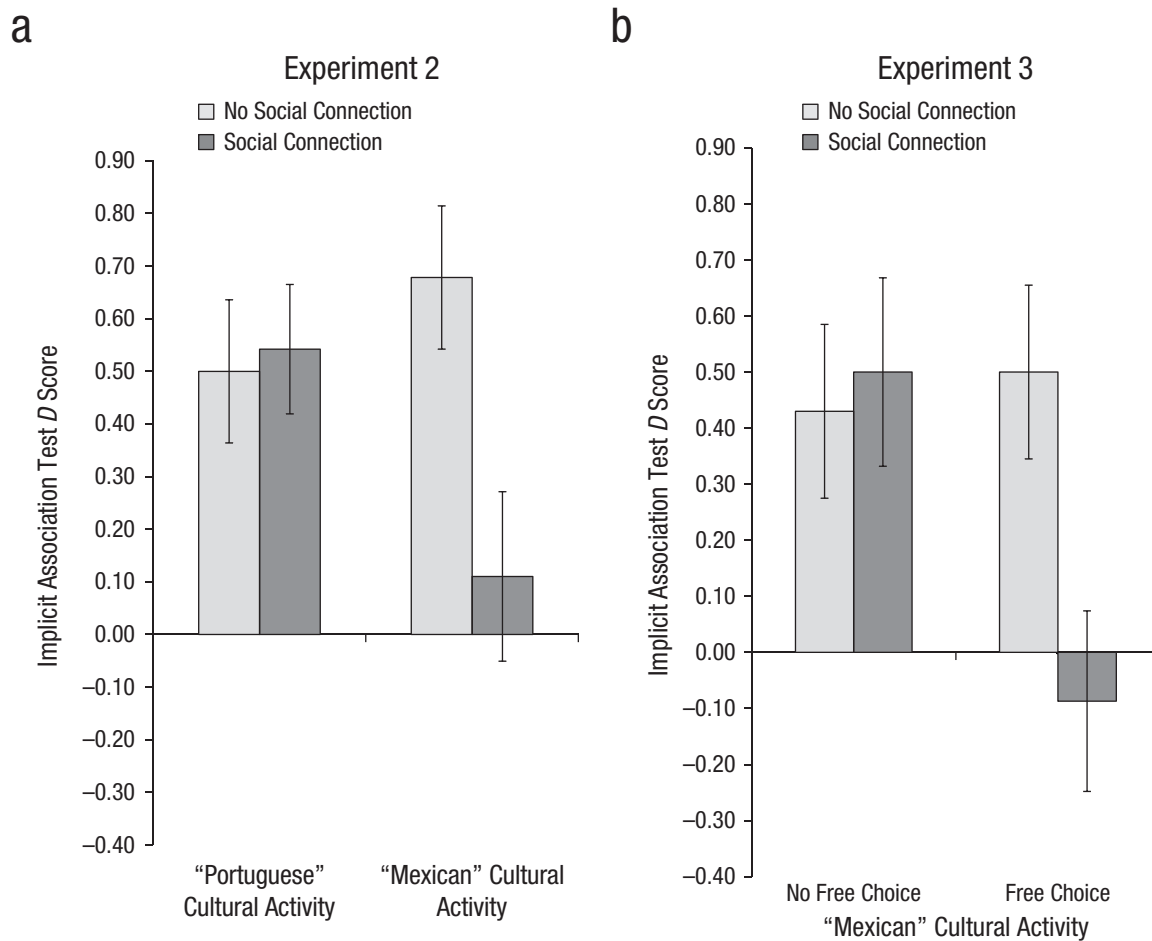 a
Experiment 2
No Social Connection
Social Connection
0.90
0.80
0.70
0.60
0.50
0.40
0.30
0.20
0.10
0.00
–0.10
–0.20
–0.30
–0.40
Implicit Association Test D Score
“Portuguese”
Cultural Activity
“Mexican” Cultural
Activity
b
Experiment 3
No Social Connection
Social Connection
0.90
0.80
0.70
0.60
0.50
0.40
0.30
0.20
0.10
0.00
–0.10
–0.20
–0.30
–0.40
Implicit Association Test D Score
No Free Choice
Free Choice
“Mexican” Cultural Activity